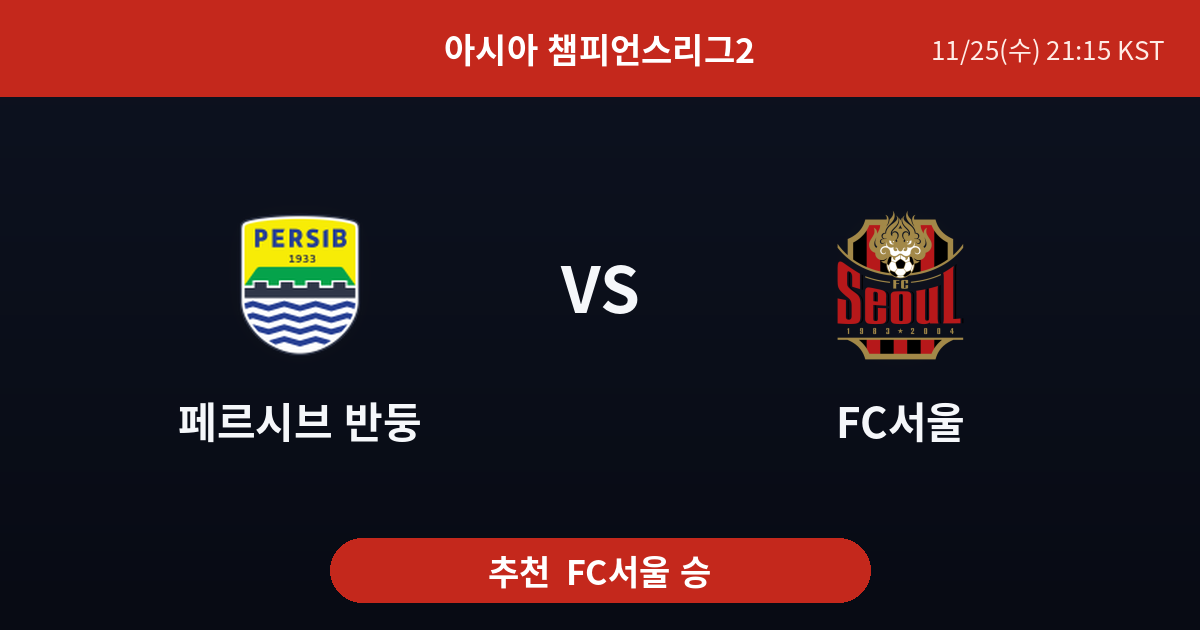 아시아 챔피언스리그2
11/25(수) 21:15 KST
PERSIB
1933
VS
FC
SEOUL
1983★2004
페르시브 반둥
FC서울
추천 FC서울 승